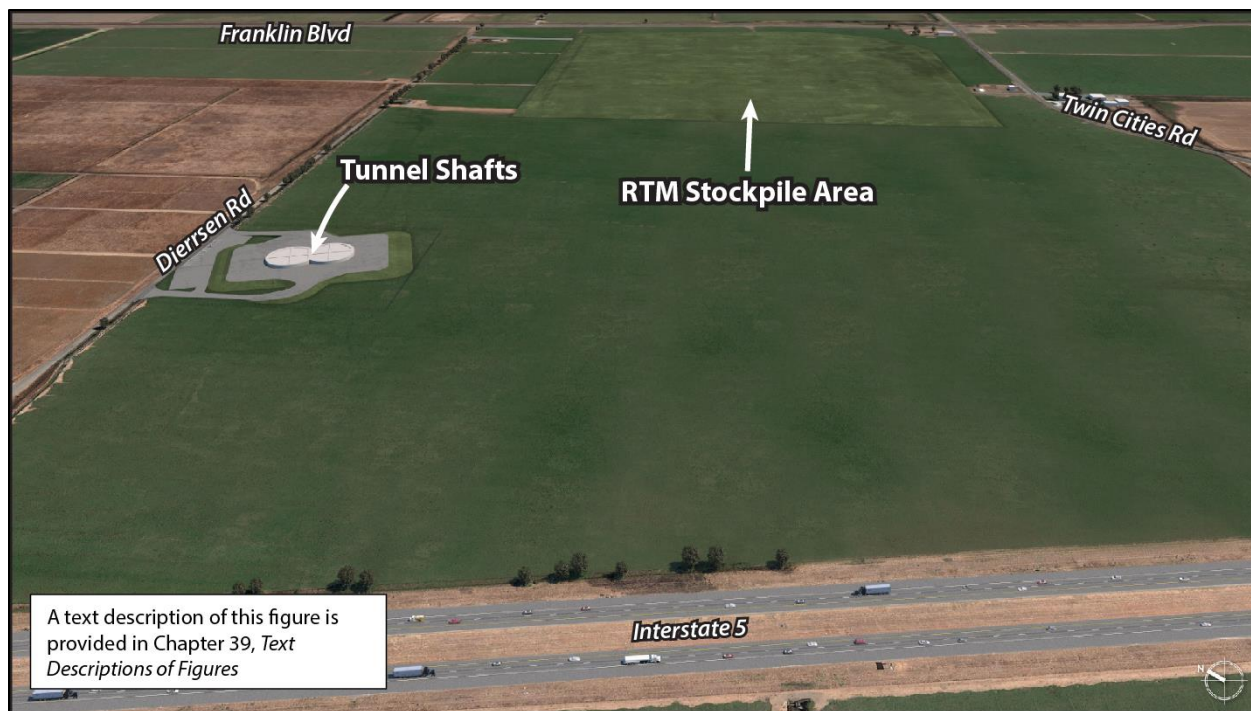 Franklin Blvd
Twin Cities Rd
Tunnel Shafts
RTM Stockpile Area
Dierrsen Rd
A text description of this figure is
provided in Chapter 39, Text
Descriptions of Figures
Interstate 5
N